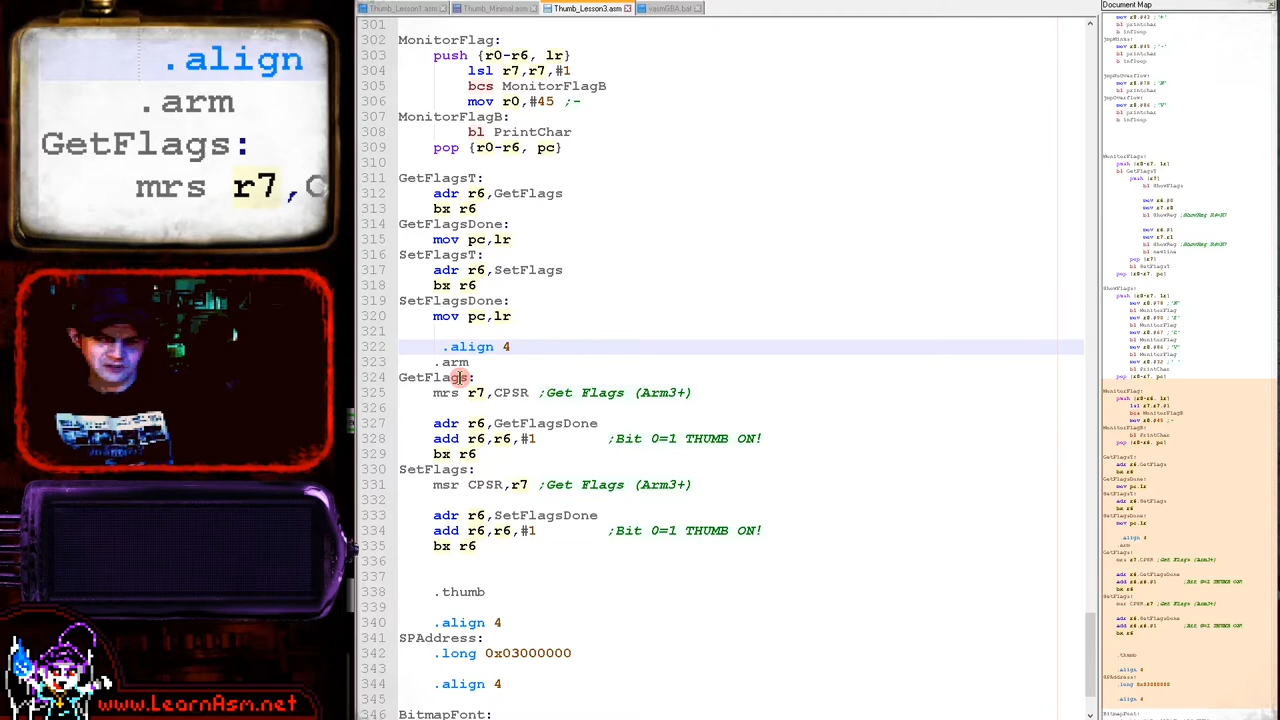 Thumb_Lesson1.asm
Thumb_Minimal.asm
Thumb_Lesson3.asm
vasmGBA.bat
Document Map
.align
.arm
GetFlags:
mrs r7,C
www.LearnAsm.net
301
302 MonitorFlag:
303 push {r0-r6, lr}
304 lsl r7,r7,#1
305 bcs MonitorFlagB
306 mov r0,#45 ;-
307 MonitorFlagB:
308 bl PrintChar
309 pop {r0-r6, pc}
310
311 GetFlagsT:
312 adr r6,GetFlags
313 bx r6
314 GetFlagsDone:
315 mov pc,lr
316 SetFlagsT:
317 adr r6,SetFlags
318 bx r6
319 SetFlagsDone:
320 mov pc,lr
321
322 .align 4
323 .arm
324 GetFlags:
325 mrs r7,CPSR ;Get Flags (Arm3+)
326
327 adr r6,GetFlagsDone
328 add r6,r6,#1 ;Bit 0=1 THUMB ON!
329 bx r6
330 SetFlags:
331 msr CPSR,r7 ;Get Flags (Arm3+)
332
333 adr r6,SetFlagsDone
334 add r6,r6,#1 ;Bit 0=1 THUMB ON!
335 bx r6
336
337
338 .thumb
339
340 .align 4
341 SPAddress:
342 .long 0x03000000
343
344 .align 4
345
346 BitmapFont: